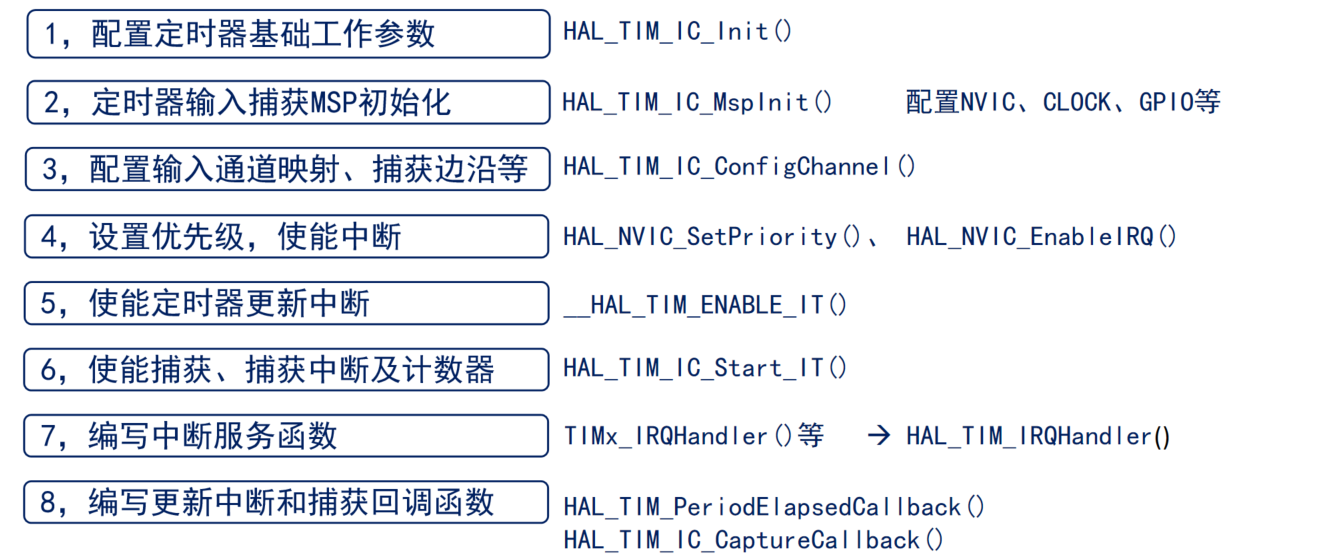 1，配置定时器基础工作参数 HAL_TIM_IC_Init()
2，定时器输入捕获MSP初始化 HAL_TIM_IC_MspInit() 配置NVIC、CLOCK、GPIO等
3，配置输入通道映射、捕获边沿等 HAL_TIM_IC_ConfigChannel()
4，设置优先级，使能中断 HAL_NVIC_SetPriority()、 HAL_NVIC_EnableIRQ()
5，使能定时器更新中断 __HAL_TIM_ENABLE_IT()
6，使能捕获、捕获中断及计数器 HAL_TIM_IC_Start_IT()
7，编写中断服务函数 TIMx_IRQHandler()等 → HAL_TIM_IRQHandler()
8，编写更新中断和捕获回调函数 HAL_TIM_PeriodElapsedCallback()
HAL_TIM_IC_CaptureCallback()